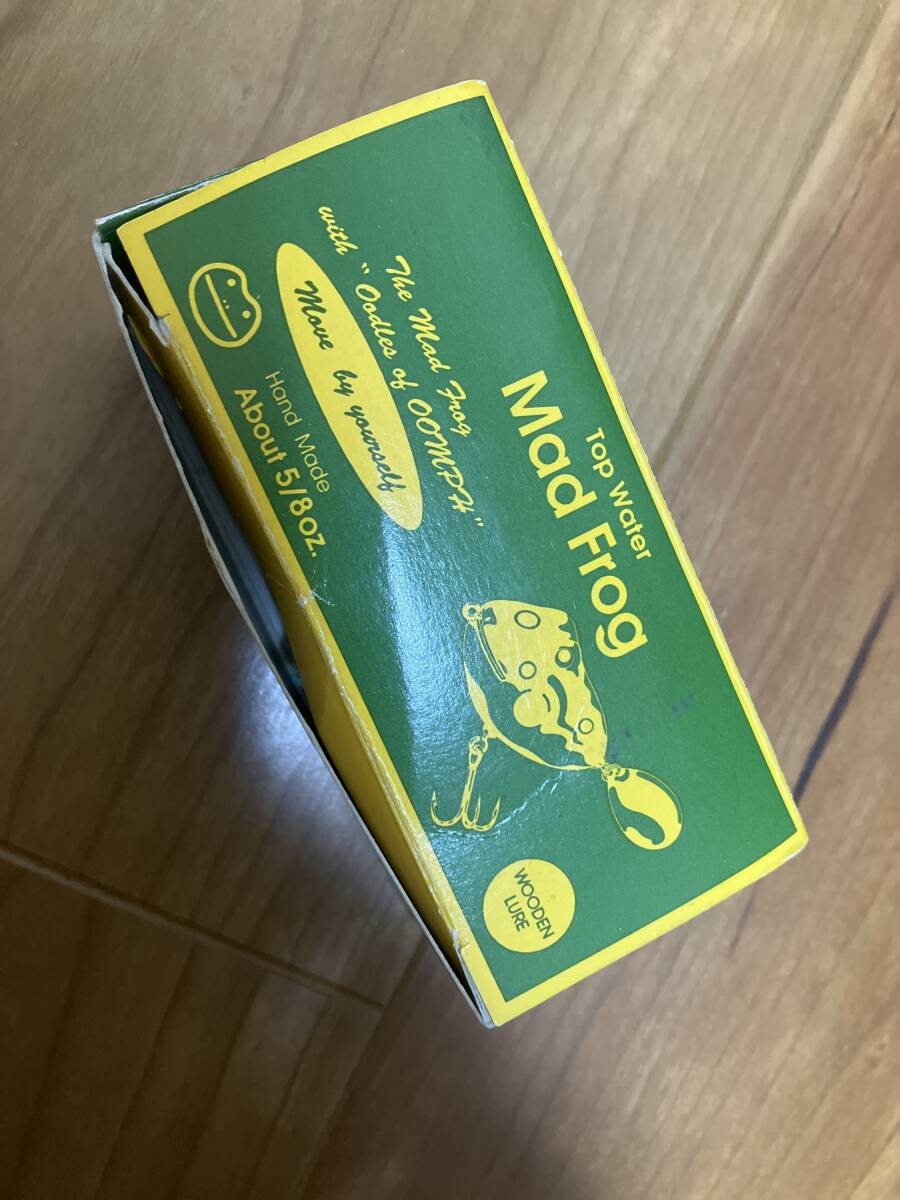 Top Water
Mad Frog
The Mad Frog
with "Oodles of OOMPH"
Move by yourself
Hand Made
About 5/8oz.
WOODEN
LURE